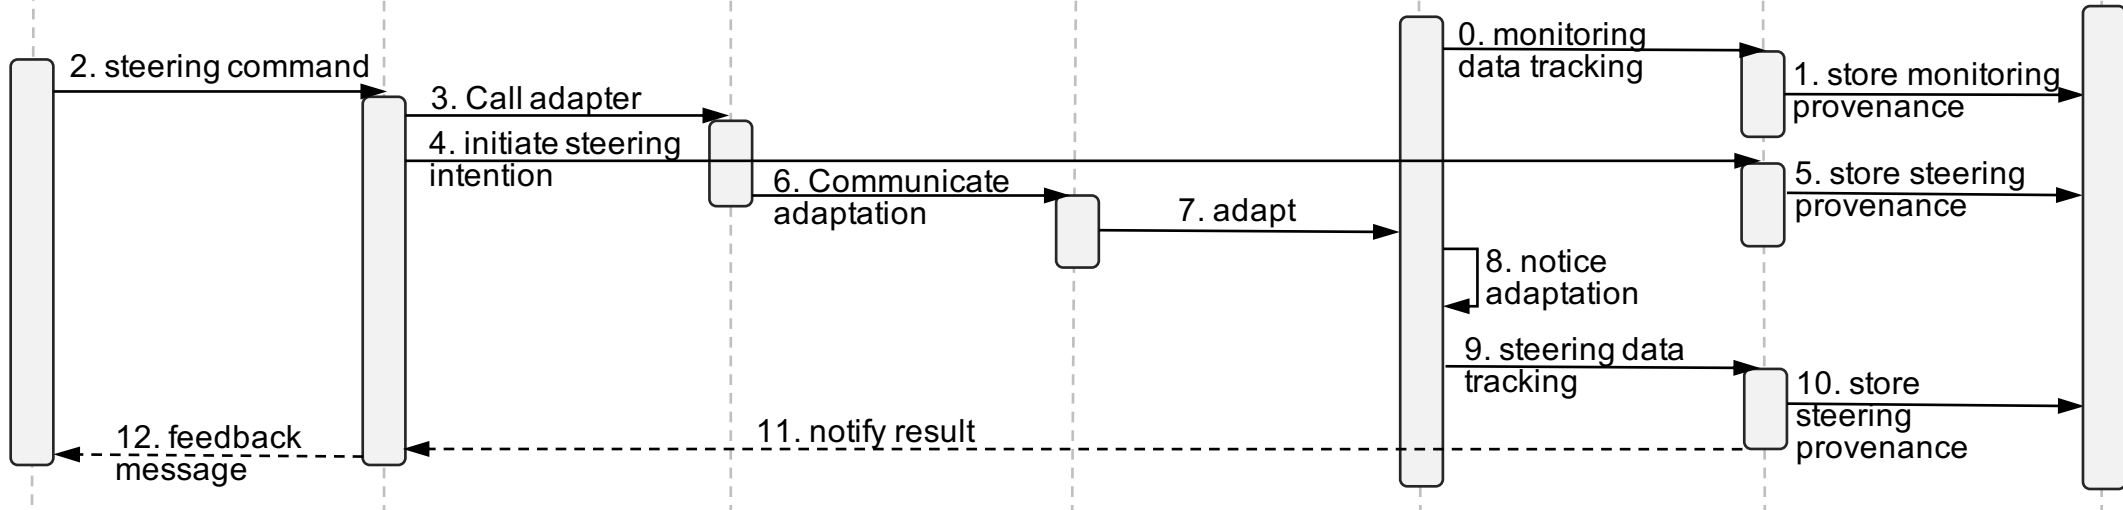 0. monitoring
data tracking
1. store monitoring
provenance
2. steering command
3. Call adapter
4. initiate steering
intention
5. store steering
provenance
6. Communicate
adaptation
7. adapt
8. notice
adaptation
9. steering data
tracking
10. store
steering
provenance
11. notify result
12. feedback
message